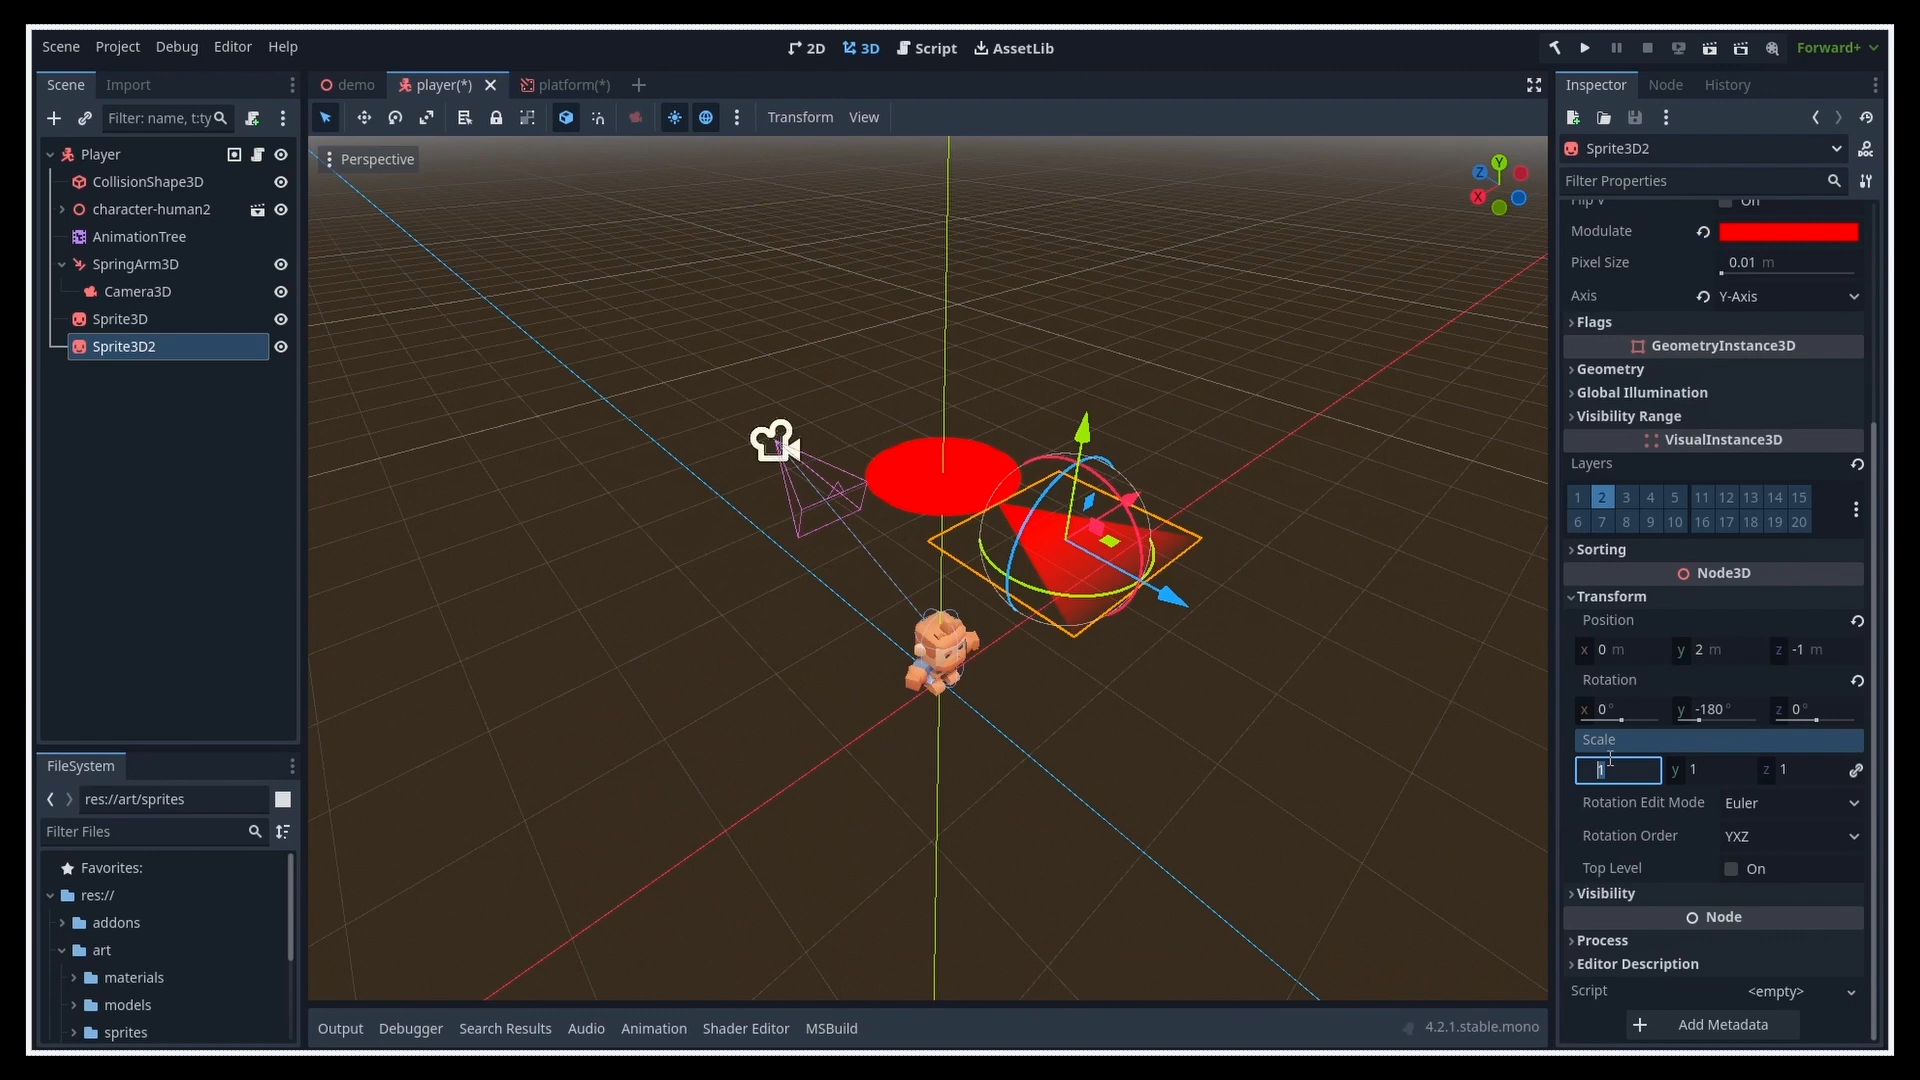 Scene Project Debug Editor Help
2D 3D Script AssetLib
Forward+
Scene Import
demo player(*) platform(*)
Inspector Node History
Filter: name, t:ty
Transform View
Sprite3D2
Filter Properties
Player
CollisionShape3D
character-human2
AnimationTree
SpringArm3D
Camera3D
Sprite3D
Sprite3D2
Perspective
Y
Z
X
Flip V On
Modulate
Pixel Size 0.01 m
Axis Y-Axis
Flags
GeometryInstance3D
Geometry
Global Illumination
Visibility Range
VisualInstance3D
Layers
1 2 3 4 5 11 12 13 14 15
6 7 8 9 10 16 17 18 19 20
Sorting
Node3D
Transform
Position
x 0 m y 2 m z -1 m
Rotation
x 0° y -180° z 0°
Scale
1 y 1 z 1
Rotation Edit Mode Euler
Rotation Order YXZ
Top Level On
Visibility
Node
Process
Editor Description
Script <empty>
Add Metadata
FileSystem
res://art/sprites
Filter Files
Favorites:
res://
addons
art
materials
models
sprites
Output Debugger Search Results Audio Animation Shader Editor MSBuild
4.2.1.stable.mono